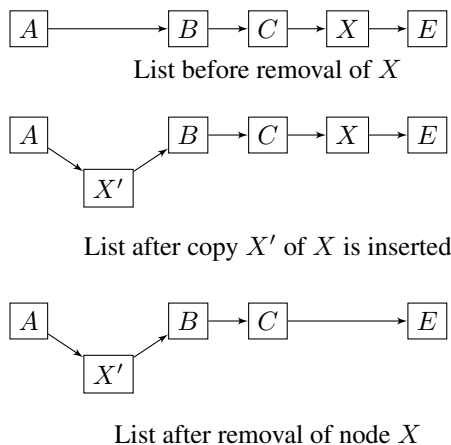 A B C X E
List before removal of X
A B C X E
X′
List after copy X′ of X is inserted
A B C E
X′
List after removal of node X